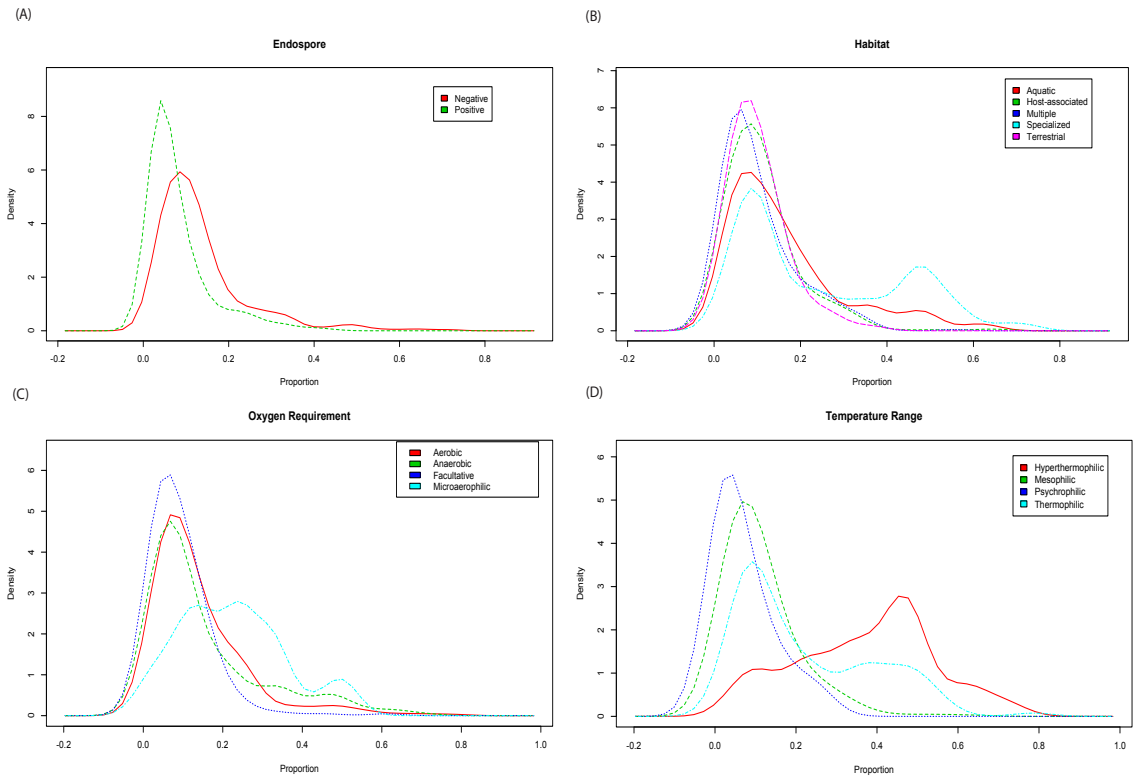 (A)
Endospore
Negative
Positive
Density
0 2 4 6 8
-0.2 0.0 0.2 0.4 0.6 0.8
Proportion
(B)
Habitat
Aquatic
Host-associated
Multiple
Specialized
Terrestrial
Density
0 1 2 3 4 5 6 7
-0.2 0.0 0.2 0.4 0.6 0.8
Proportion
(C)
Oxygen Requirement
Aerobic
Anaerobic
Facultative
Microaerophilic
Density
0 1 2 3 4 5 6
-0.2 0.0 0.2 0.4 0.6 0.8 1.0
Proportion
(D)
Temperature Range
Hyperthermophilic
Mesophilic
Psychrophilic
Thermophilic
Density
0 1 2 3 4 5 6
-0.2 0.0 0.2 0.4 0.6 0.8 1.0
Proportion